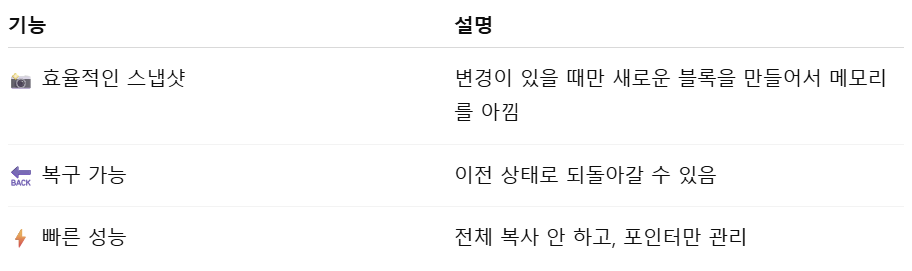 기능 설명
📸 효율적인 스냅샷 변경이 있을 때만 새로운 블록을 만들어서 메모리
를 아낌
🔙 복구 가능 이전 상태로 되돌아갈 수 있음
⚡ 빠른 성능 전체 복사 안 하고, 포인터만 관리